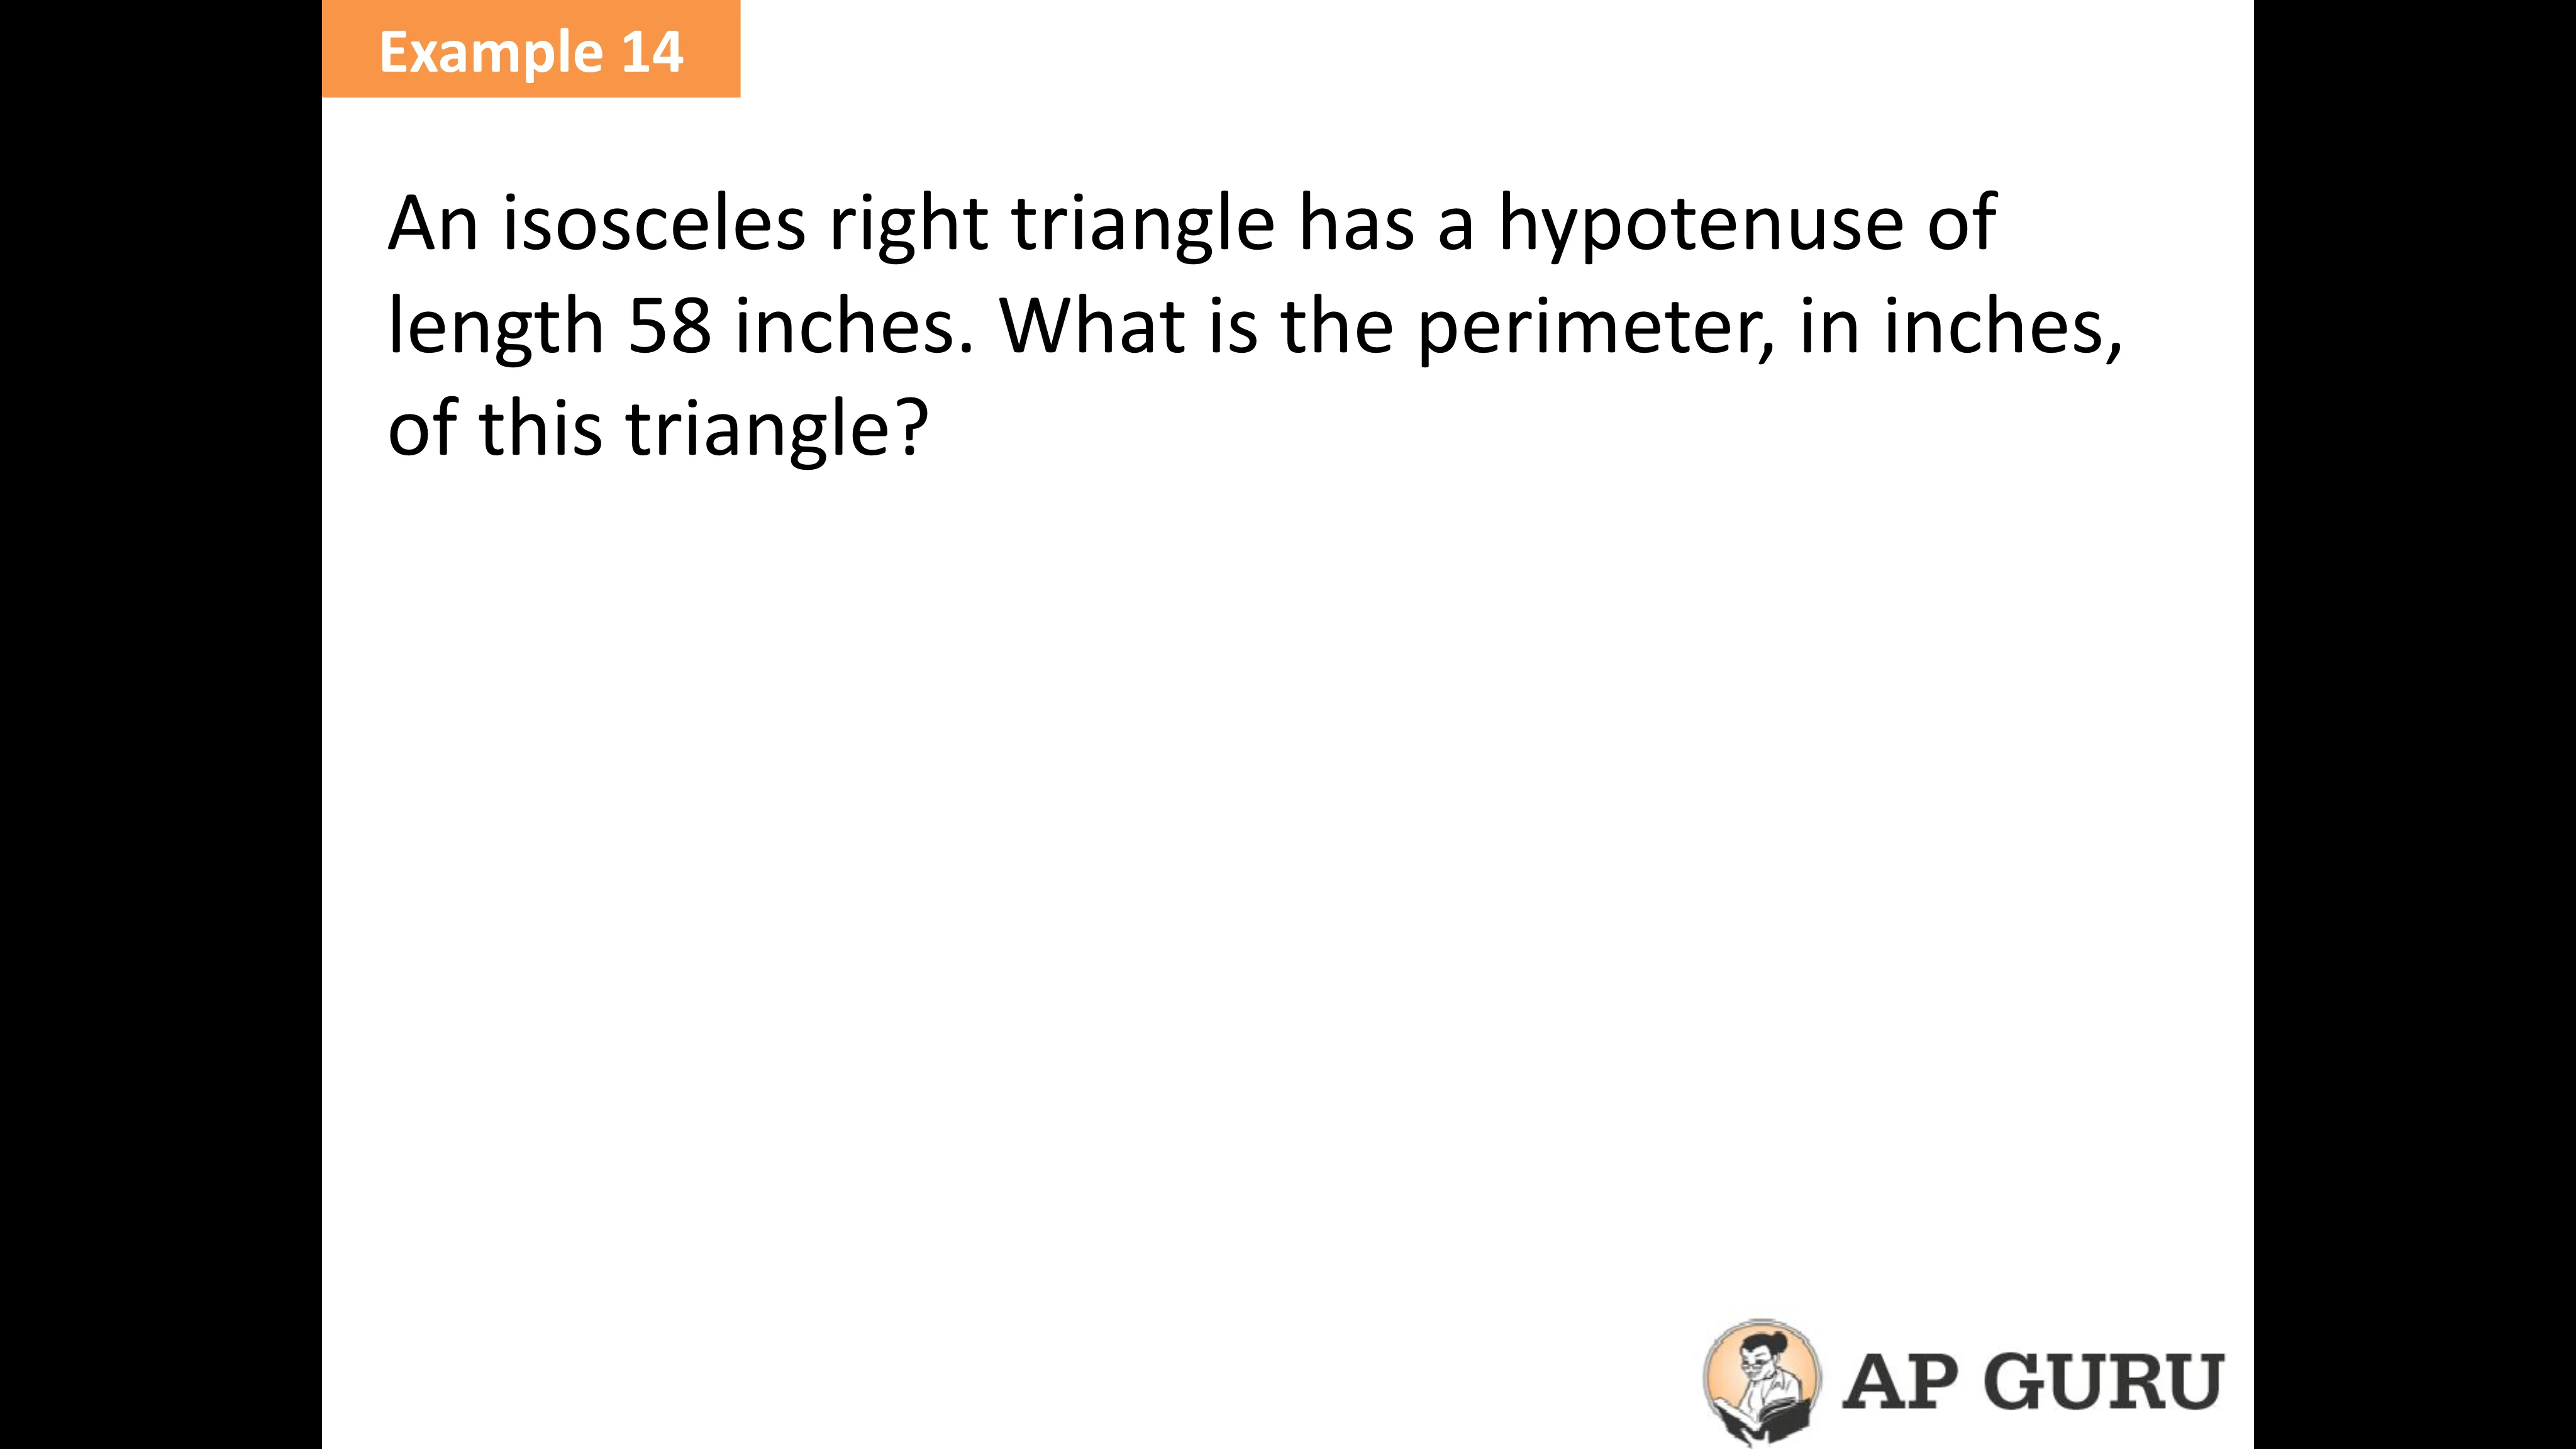 Example 14
An isosceles right triangle has a hypotenuse of
length 58 inches. What is the perimeter, in inches,
of this triangle?
AP GURU